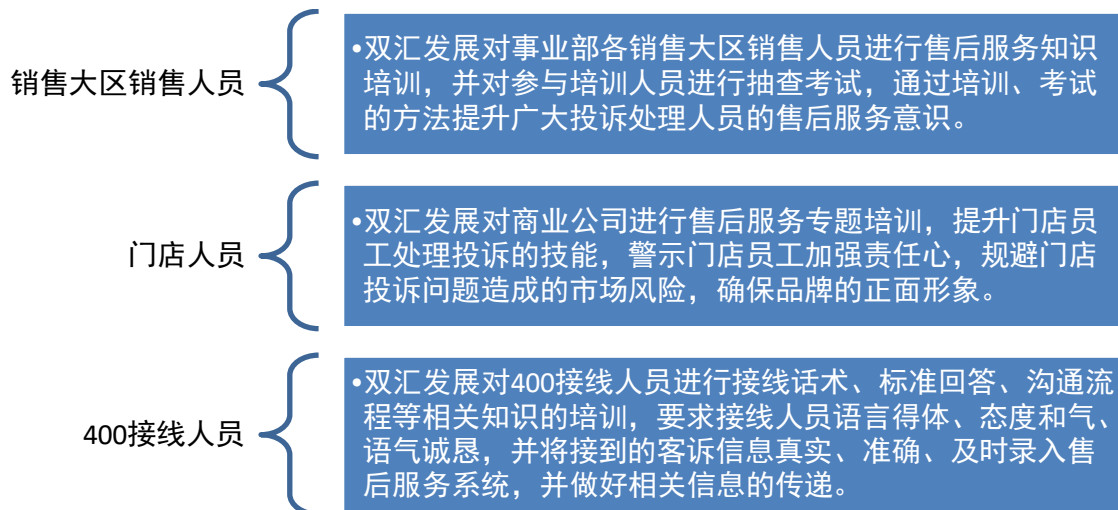 销售大区销售人员
•双汇发展对事业部各销售大区销售人员进行售后服务知识
培训，并对参与培训人员进行抽查考试，通过培训、考试
的方法提升广大投诉处理人员的售后服务意识。
门店人员
•双汇发展对商业公司进行售后服务专题培训，提升门店员
工处理投诉的技能，警示门店员工加强责任心，规避门店
投诉问题造成的市场风险，确保品牌的正面形象。
400接线人员
•双汇发展对400接线人员进行接线话术、标准回答、沟通流
程等相关知识的培训，要求接线人员语言得体、态度和气、
语气诚恳，并将接到的客诉信息真实、准确、及时录入售
后服务系统，并做好相关信息的传递。